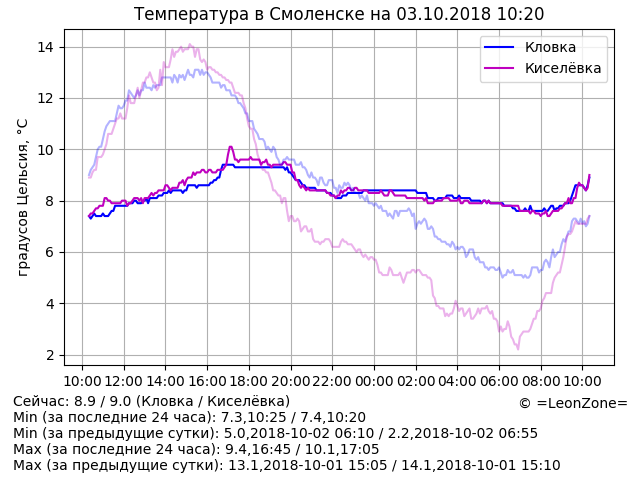 Температура в Смоленске на 03.10.2018 10:20
градусов Цельсия, °C
14
12
10
8
6
4
2
Кловка
Киселёвка
10:00 12:00 14:00 16:00 18:00 20:00 22:00 00:00 02:00 04:00 06:00 08:00 10:00
Сейчас: 8.9 / 9.0 (Кловка / Киселёвка)
© =LeonZone=
Min (за последние 24 часа): 7.3,10:25 / 7.4,10:20
Min (за предыдущие сутки): 5.0,2018-10-02 06:10 / 2.2,2018-10-02 06:55
Max (за последние 24 часа): 9.4,16:45 / 10.1,17:05
Max (за предыдущие сутки): 13.1,2018-10-01 15:05 / 14.1,2018-10-01 15:10